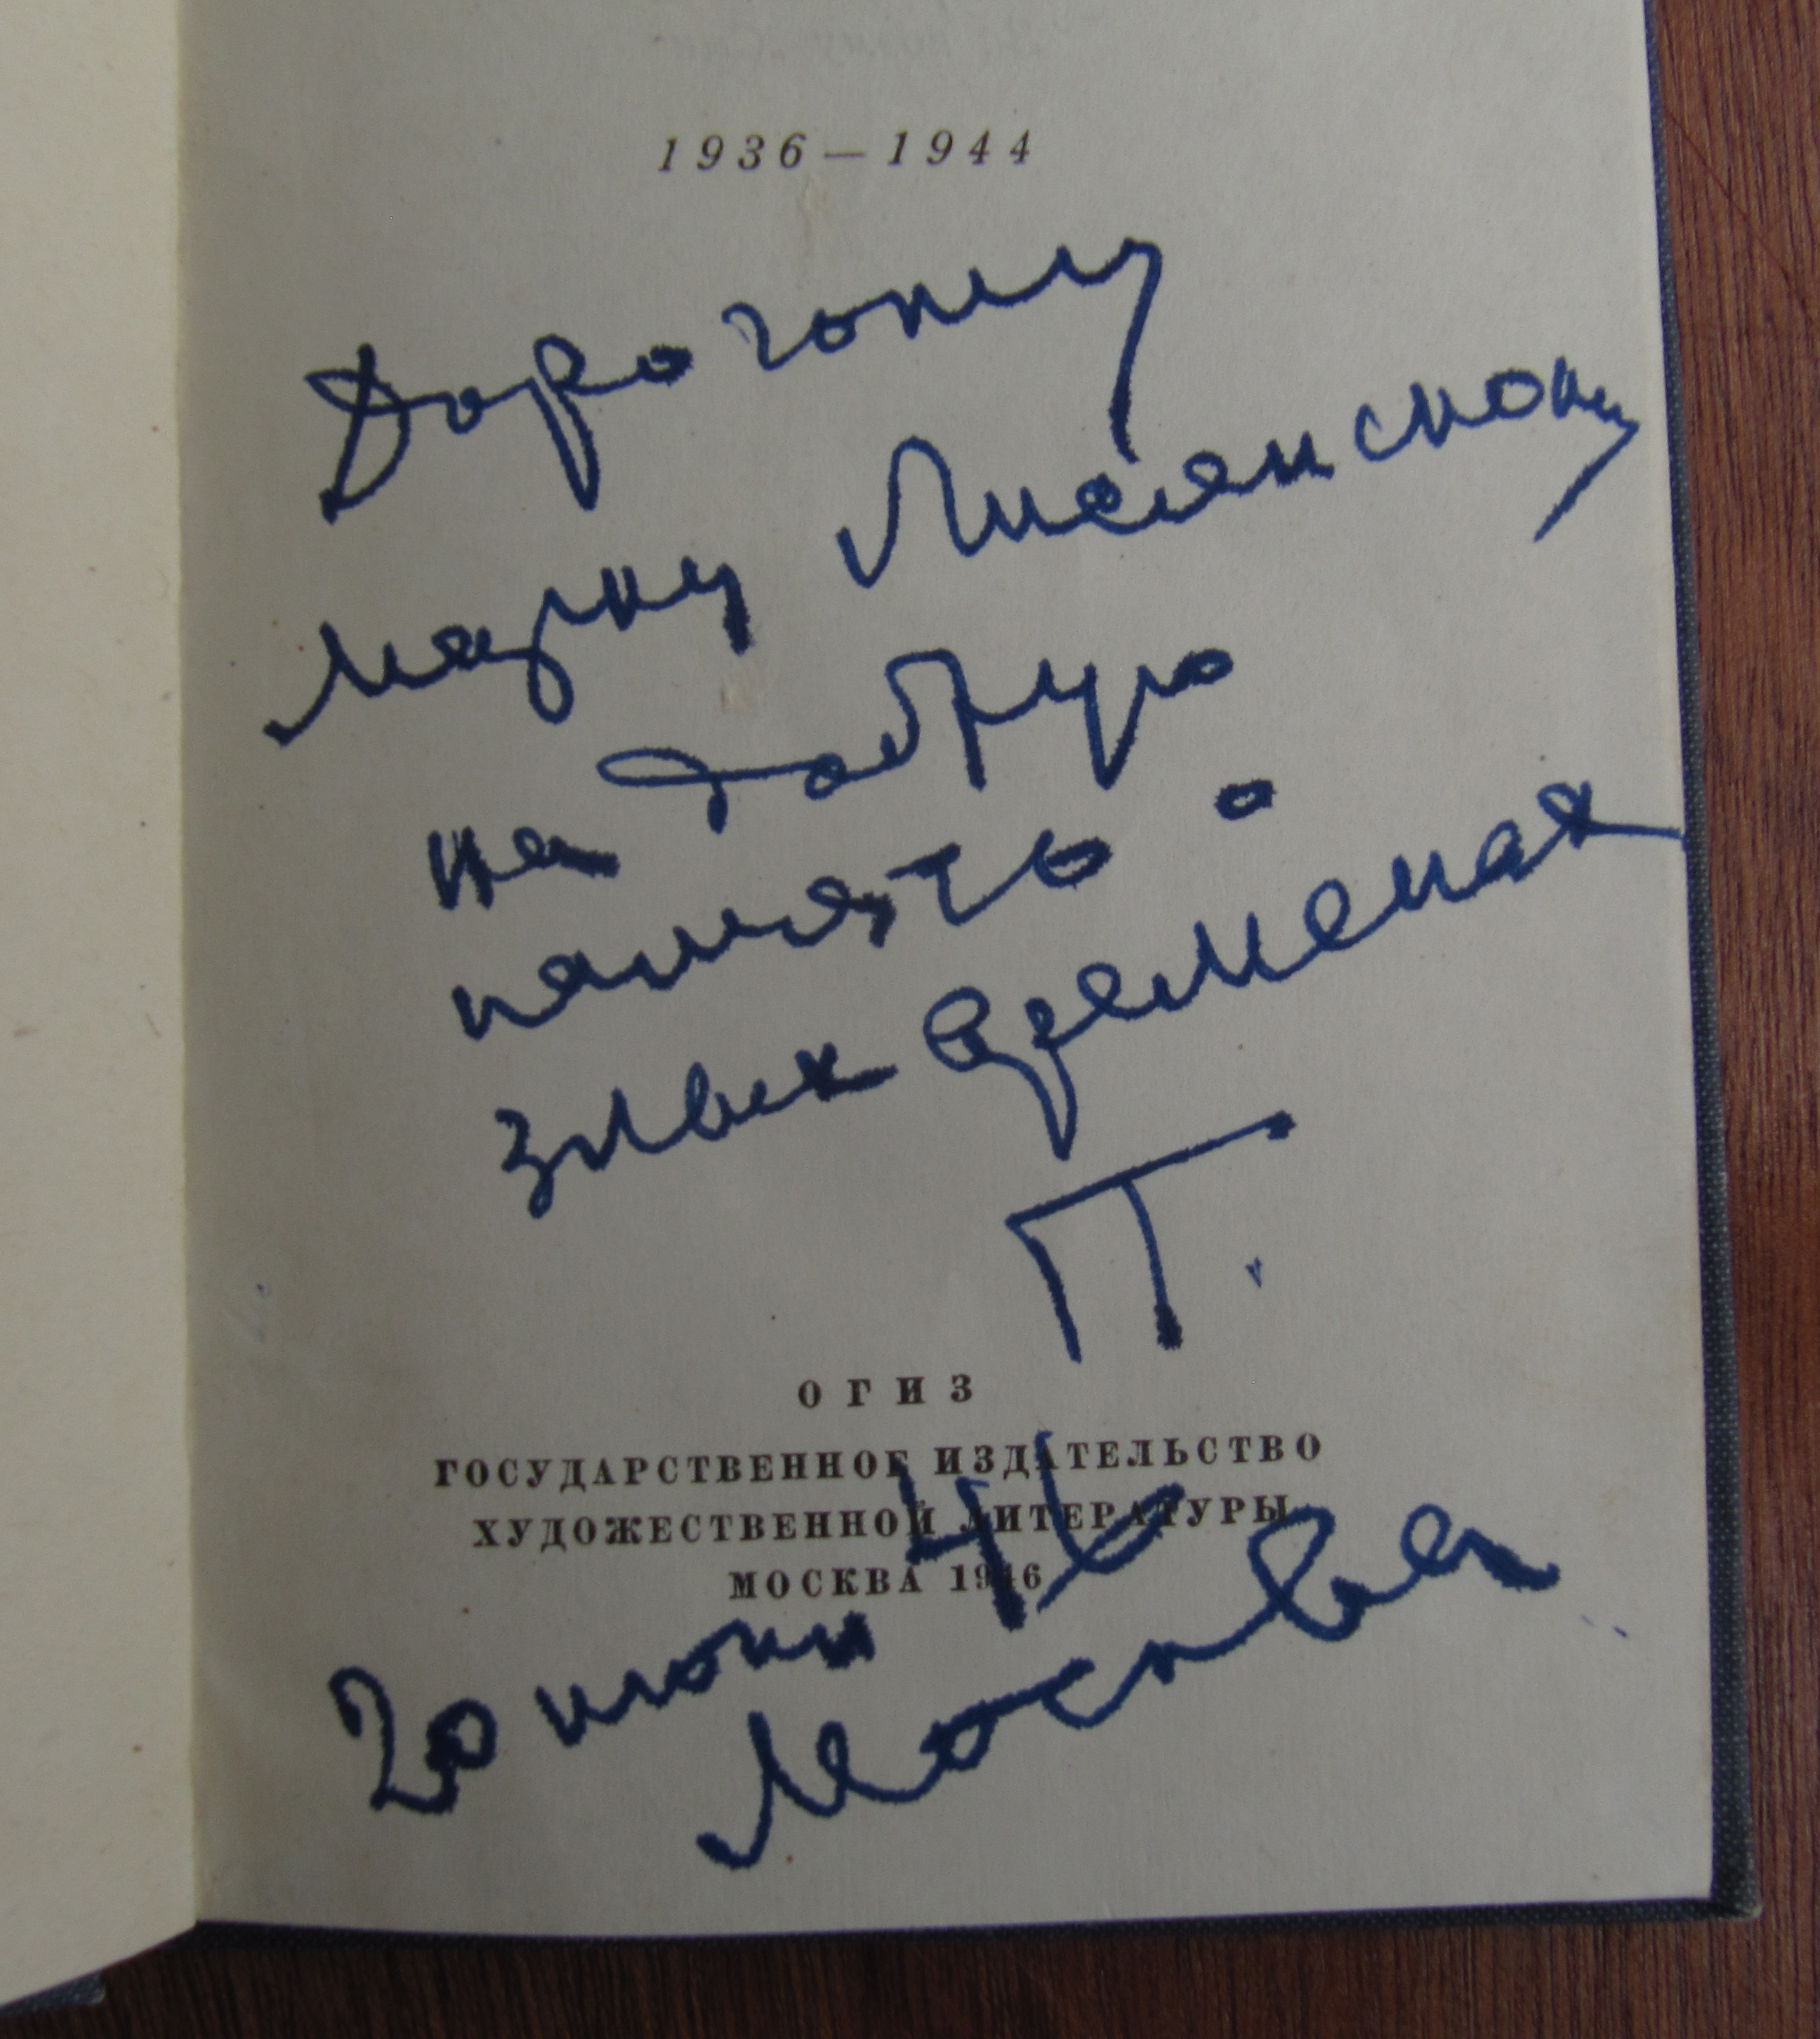 1936—1944
Дорогому
Марку Лисянскому
на добрую
память о
злых временах
П.
ОГИЗ
ГОСУДАРСТВЕННОЕ ИЗДАТЕЛЬСТВО
ХУДОЖЕСТВЕННОЙ ЛИТЕРАТУРЫ
МОСКВА 1946
20 июня 46
Москва